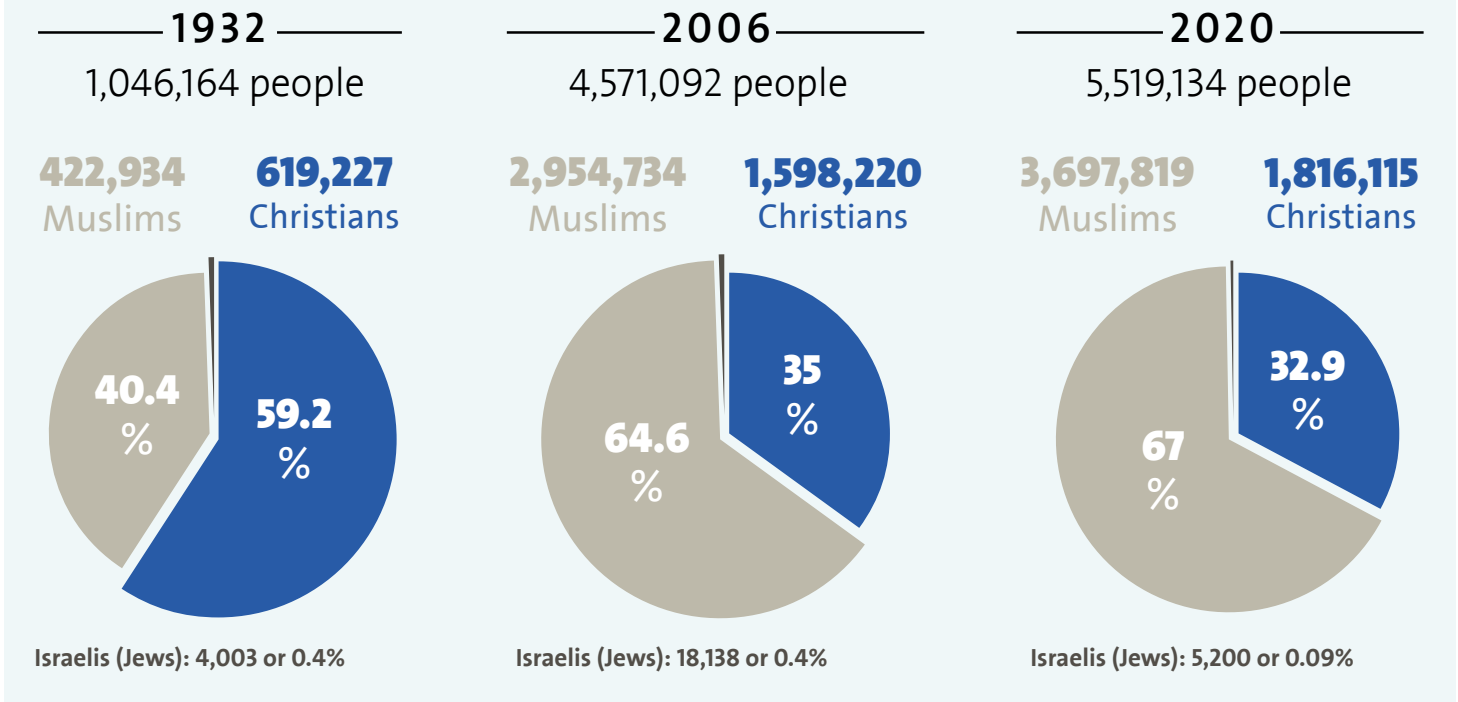 1932
1,046,164 people
422,934
Muslims
619,227
Christians
40.4
%
59.2
%
Israelis (Jews): 4,003 or 0.4%
2006
4,571,092 people
2,954,734
Muslims
1,598,220
Christians
35
%
64.6
%
Israelis (Jews): 18,138 or 0.4%
2020
5,519,134 people
3,697,819
Muslims
1,816,115
Christians
32.9
%
67
%
Israelis (Jews): 5,200 or 0.09%